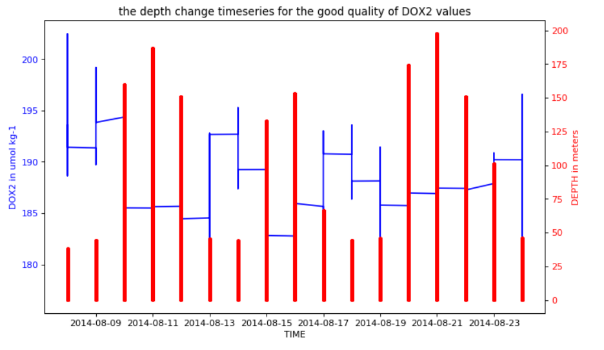 the depth change timeseries for the good quality of DOX2 values
200
195
190
185
180
DOX2 in umol kg-1
200
175
150
125
100
75
50
25
0
DEPTH in meters
2014-08-09 2014-08-11 2014-08-13 2014-08-15 2014-08-17 2014-08-19 2014-08-21 2014-08-23
TIME